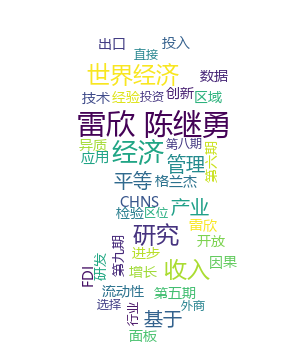 出口
投入
直接
世界经济
数据
技术
经验
投资
创新
区域
雷欣 陈继勇
异质
经济
第八期
第六期
应用
管理
平等
格兰杰
CHNS
产业
检验
区位
雷欣
研究
开放
第九期
进步
FDI
研发
增长
收入
因果
流动性
第五期
选择
行业
外商
基于
面板